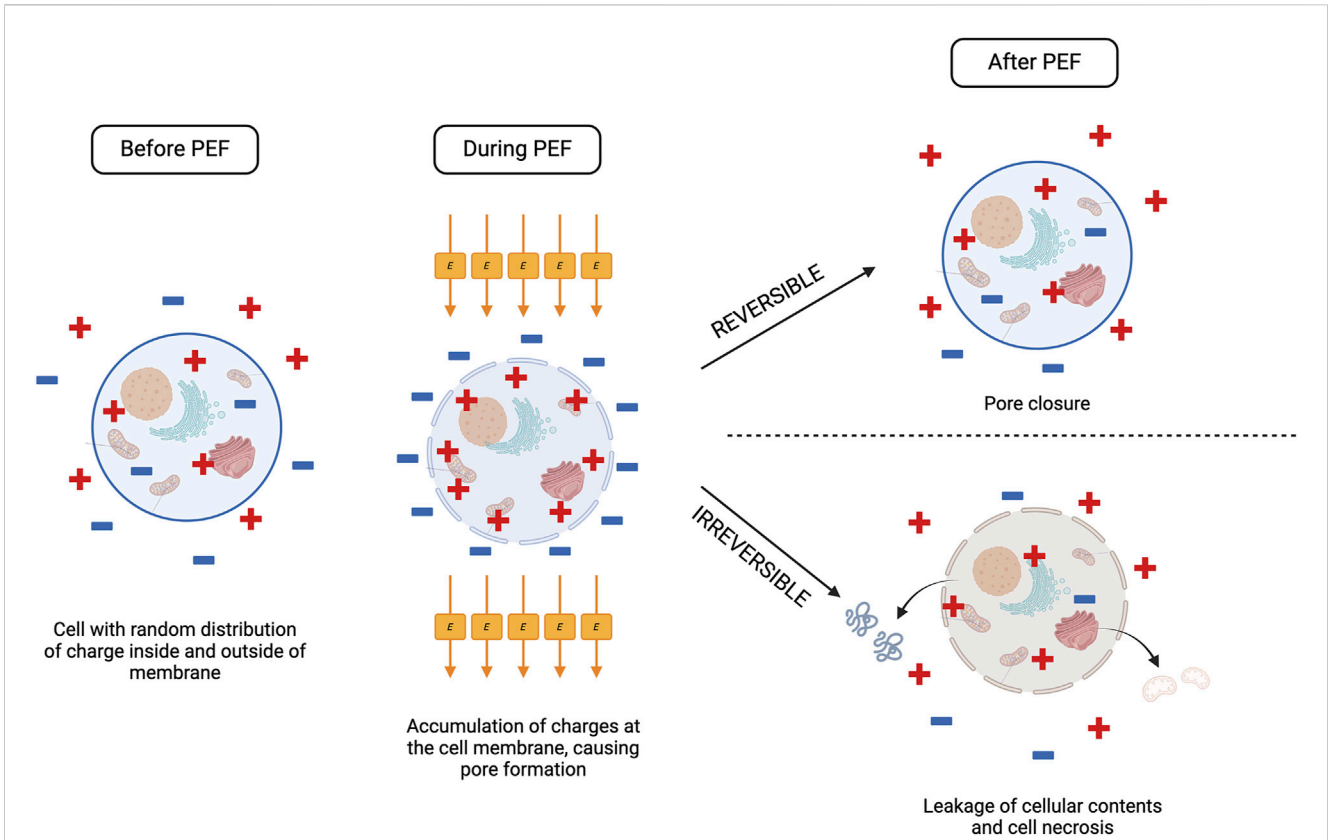 Before PEF
During PEF
After PEF
E E E E E
REVERSIBLE
Pore closure
IRREVERSIBLE
E E E E E
Cell with random distribution
of charge inside and outside of
membrane
Accumulation of charges at
the cell membrane, causing
pore formation
Leakage of cellular contents
and cell necrosis